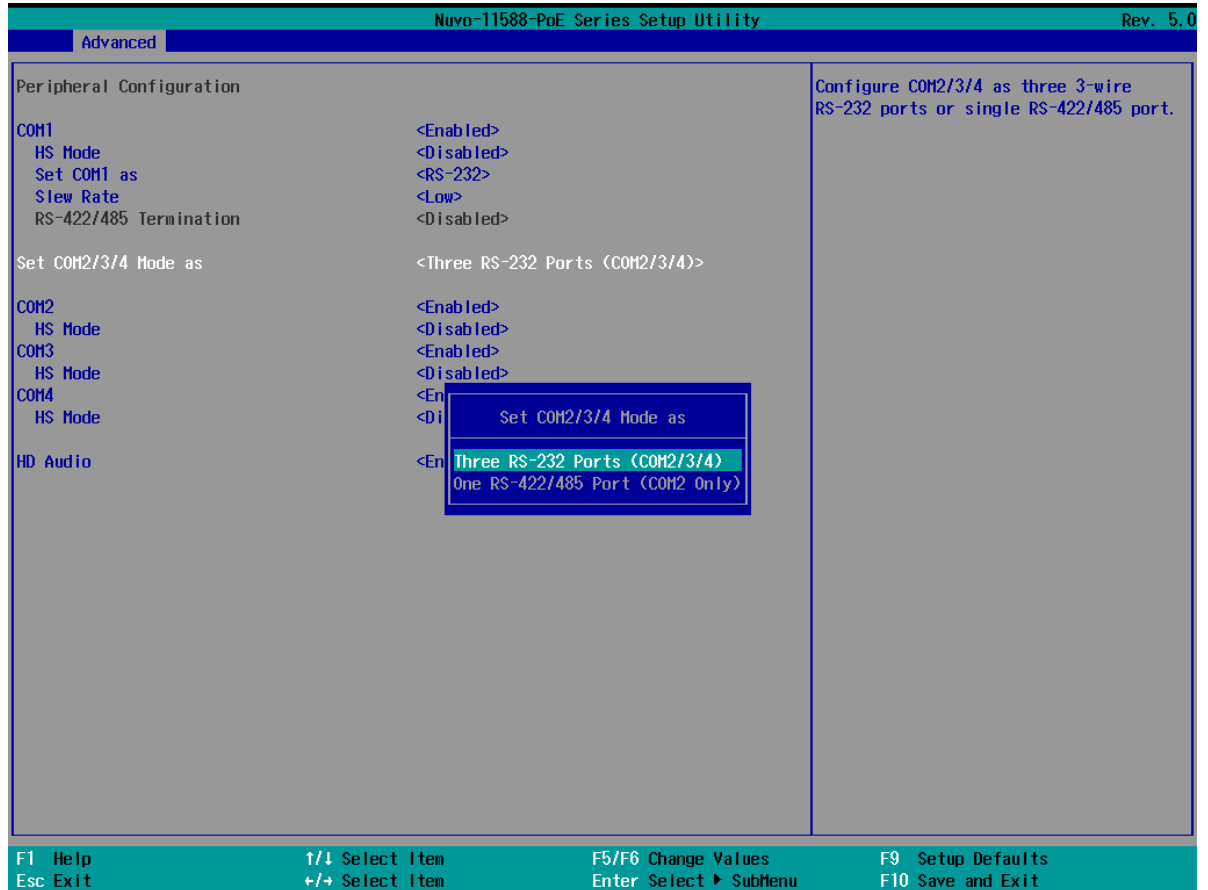 Nuvo-11588-PoE Series Setup Utility Rev. 5.0
Advanced
Peripheral Configuration
COM1 <Enabled>
HS Mode <Disabled>
Set COM1 as <RS-232>
Slew Rate <Low>
RS-422/485 Termination <Disabled>
Set COM2/3/4 Mode as <Three RS-232 Ports (COM2/3/4)>
COM2 <Enabled>
HS Mode <Disabled>
COM3 <Enabled>
HS Mode <Disabled>
COM4 <En
HS Mode <Di
HD Audio <En
Set COM2/3/4 Mode as
Three RS-232 Ports (COM2/3/4)
One RS-422/485 Port (COM2 Only)
Configure COM2/3/4 as three 3-wire
RS-232 ports or single RS-422/485 port.
F1 Help ↑/↓ Select Item F5/F6 Change Values F9 Setup Defaults
Esc Exit ←/→ Select Item Enter Select ▶ SubMenu F10 Save and Exit